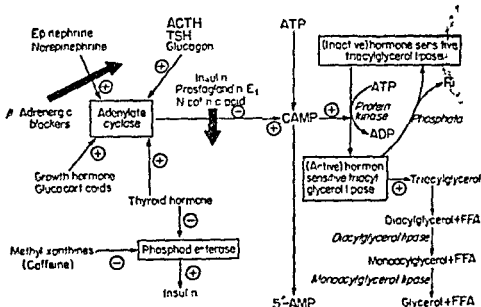 Epinephrine
Norepinephrine
ACTH
TSH
Glucagon
ATP
(Inactive) hormone sensitive
triacylglycerol lipase
Insulin
Prostaglandin E₁
Nicotinic acid
β Adrenergic
blockers
Adenylate
cyclase
CAMP
ATP
Protein
kinase
ADP
Pi
Phosphata
Growth hormone
Glucocorticoids
(Active) hormon
sensitive triacyl
glycerol lipase
Triacylglycerol
Thyroid hormone
Diacylglycerol+FFA
Diacylglycerol lipase
Methyl xanthines
(Caffeine)
Phosphodiesterase
Monoacylglycerol+FFA
Monoacylglycerol lipase
Insulin
5'-AMP
Glycerol+FFA